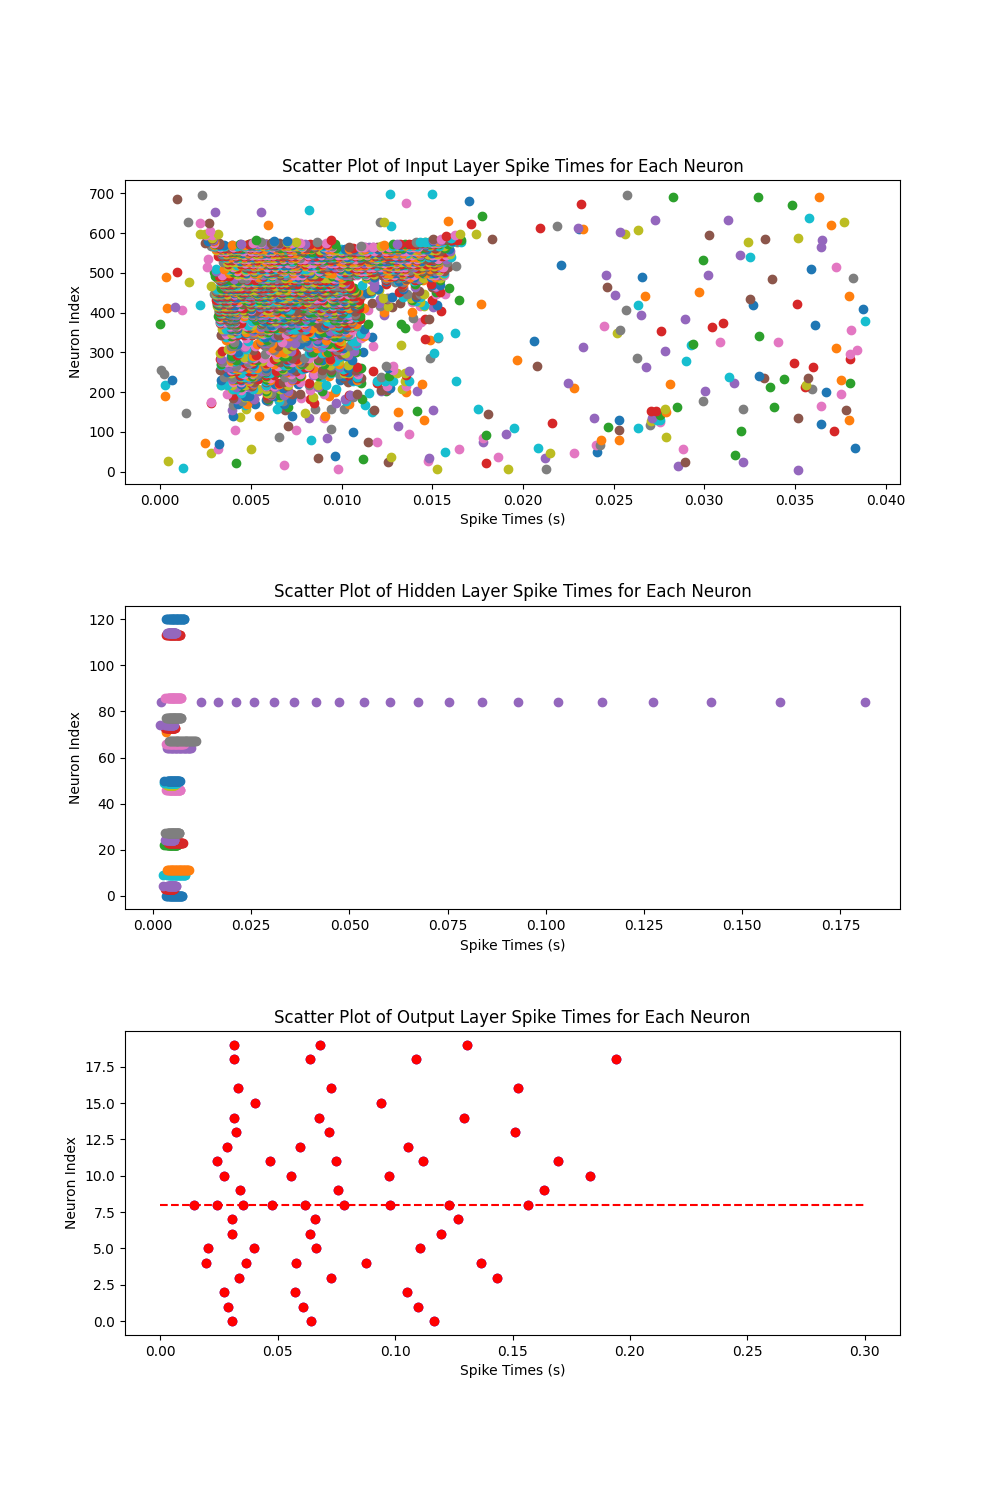 Scatter Plot of Input Layer Spike Times for Each Neuron
700
600
500
400
300
200
100
0
Neuron Index
0.000 0.005 0.010 0.015 0.020 0.025 0.030 0.035 0.040
Spike Times (s)
Scatter Plot of Hidden Layer Spike Times for Each Neuron
120
100
80
60
40
20
0
Neuron Index
0.000 0.025 0.050 0.075 0.100 0.125 0.150 0.175
Spike Times (s)
Scatter Plot of Output Layer Spike Times for Each Neuron
17.5
15.0
12.5
10.0
7.5
5.0
2.5
0.0
Neuron Index
0.00 0.05 0.10 0.15 0.20 0.25 0.30
Spike Times (s)